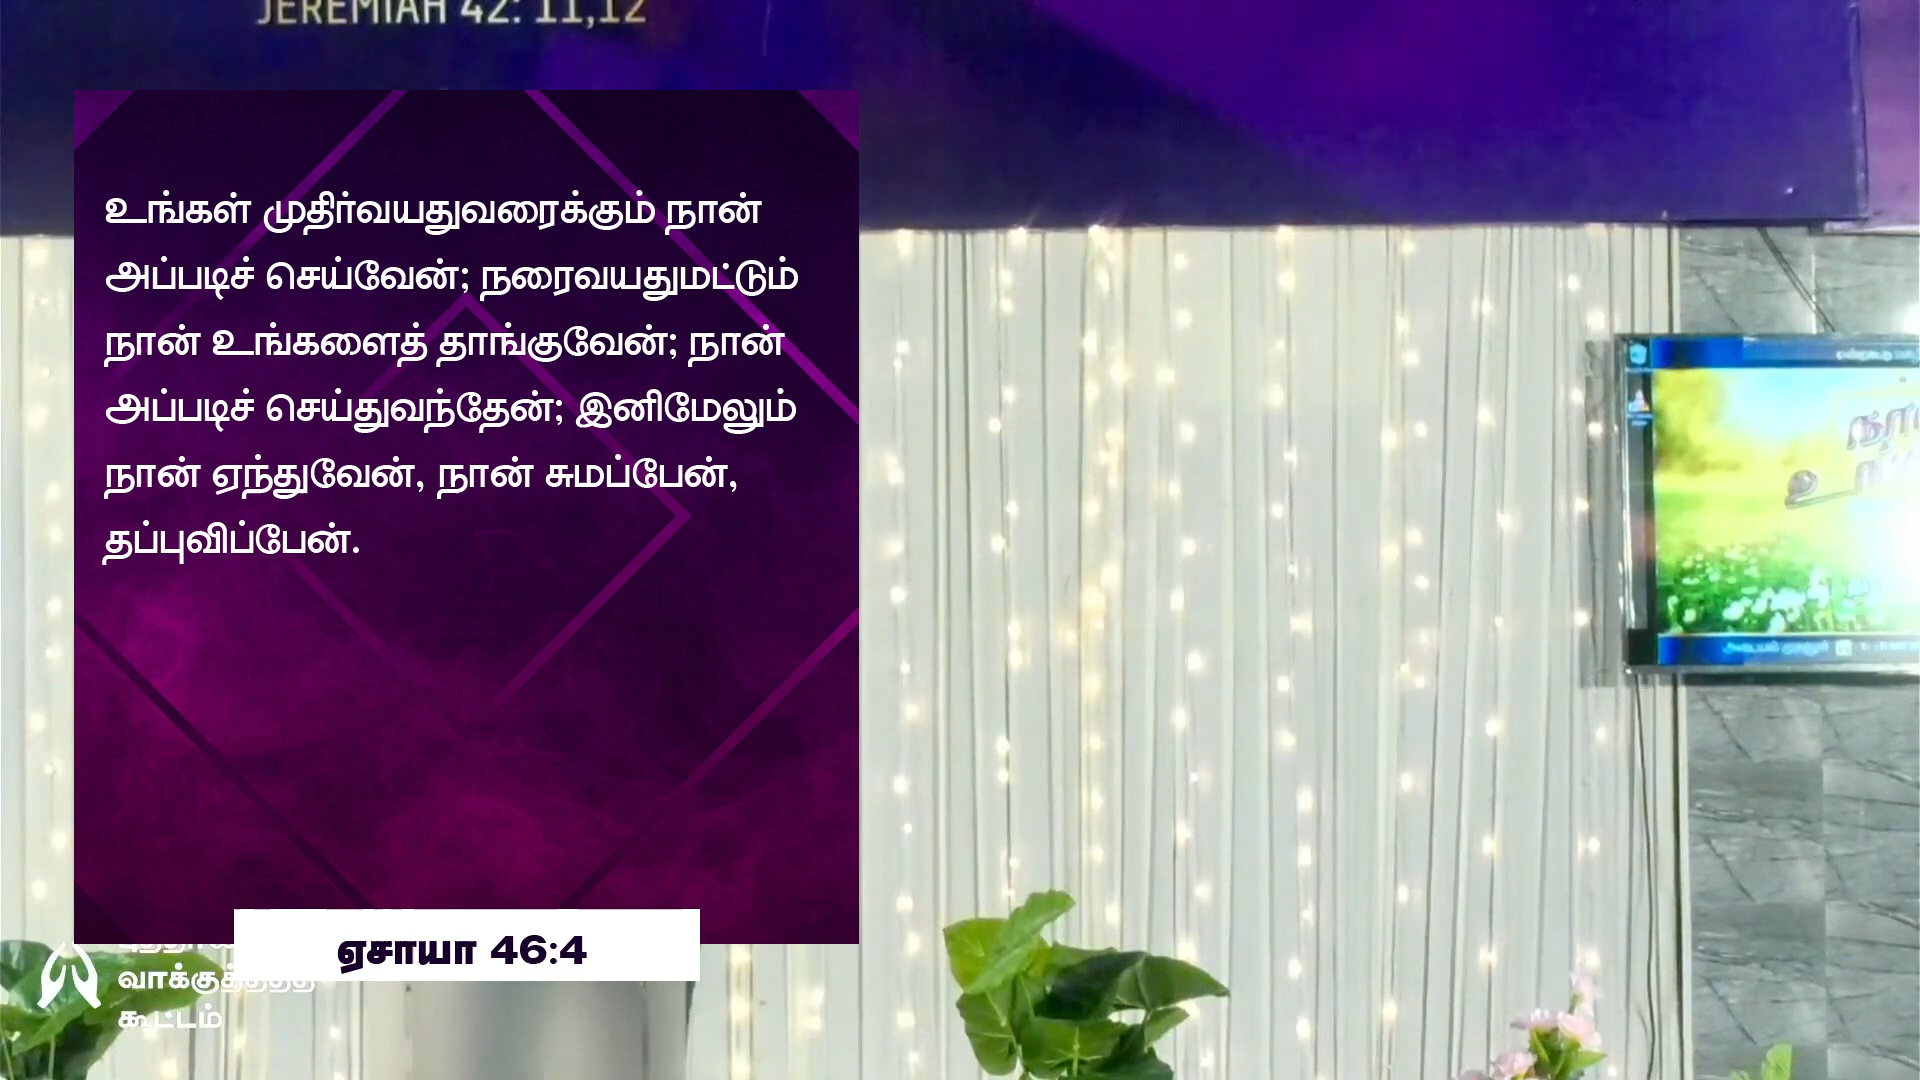 JEREMIAH 42: 11,12
உங்கள் முதிர்வயதுவரைக்கும் நான்
அப்படிச் செய்வேன்; நரைவயதுமட்டும்
நான் உங்களைத் தாங்குவேன்; நான்
அப்படிச் செய்துவந்தேன்; இனிமேலும்
நான் ஏந்துவேன், நான் சுமப்பேன்,
தப்புவிப்பேன்.
ஏசாயா 46:4
கூட்டம்